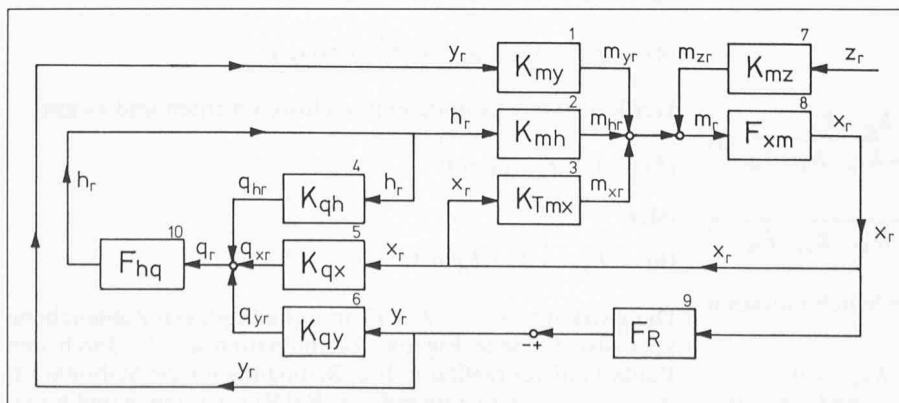 1
7
y_r K_my m_yr m_zr K_mz z_r
2
8
h_r K_mh m_hr m_r F_xm x_r
4
3
h_r q_hr K_qh h_r x_r K_Tmx m_xr
10
5
F_hq q_r q_xr K_qx x_r x_r x_r
6
9
q_yr K_qy y_r -+ F_R
y_r